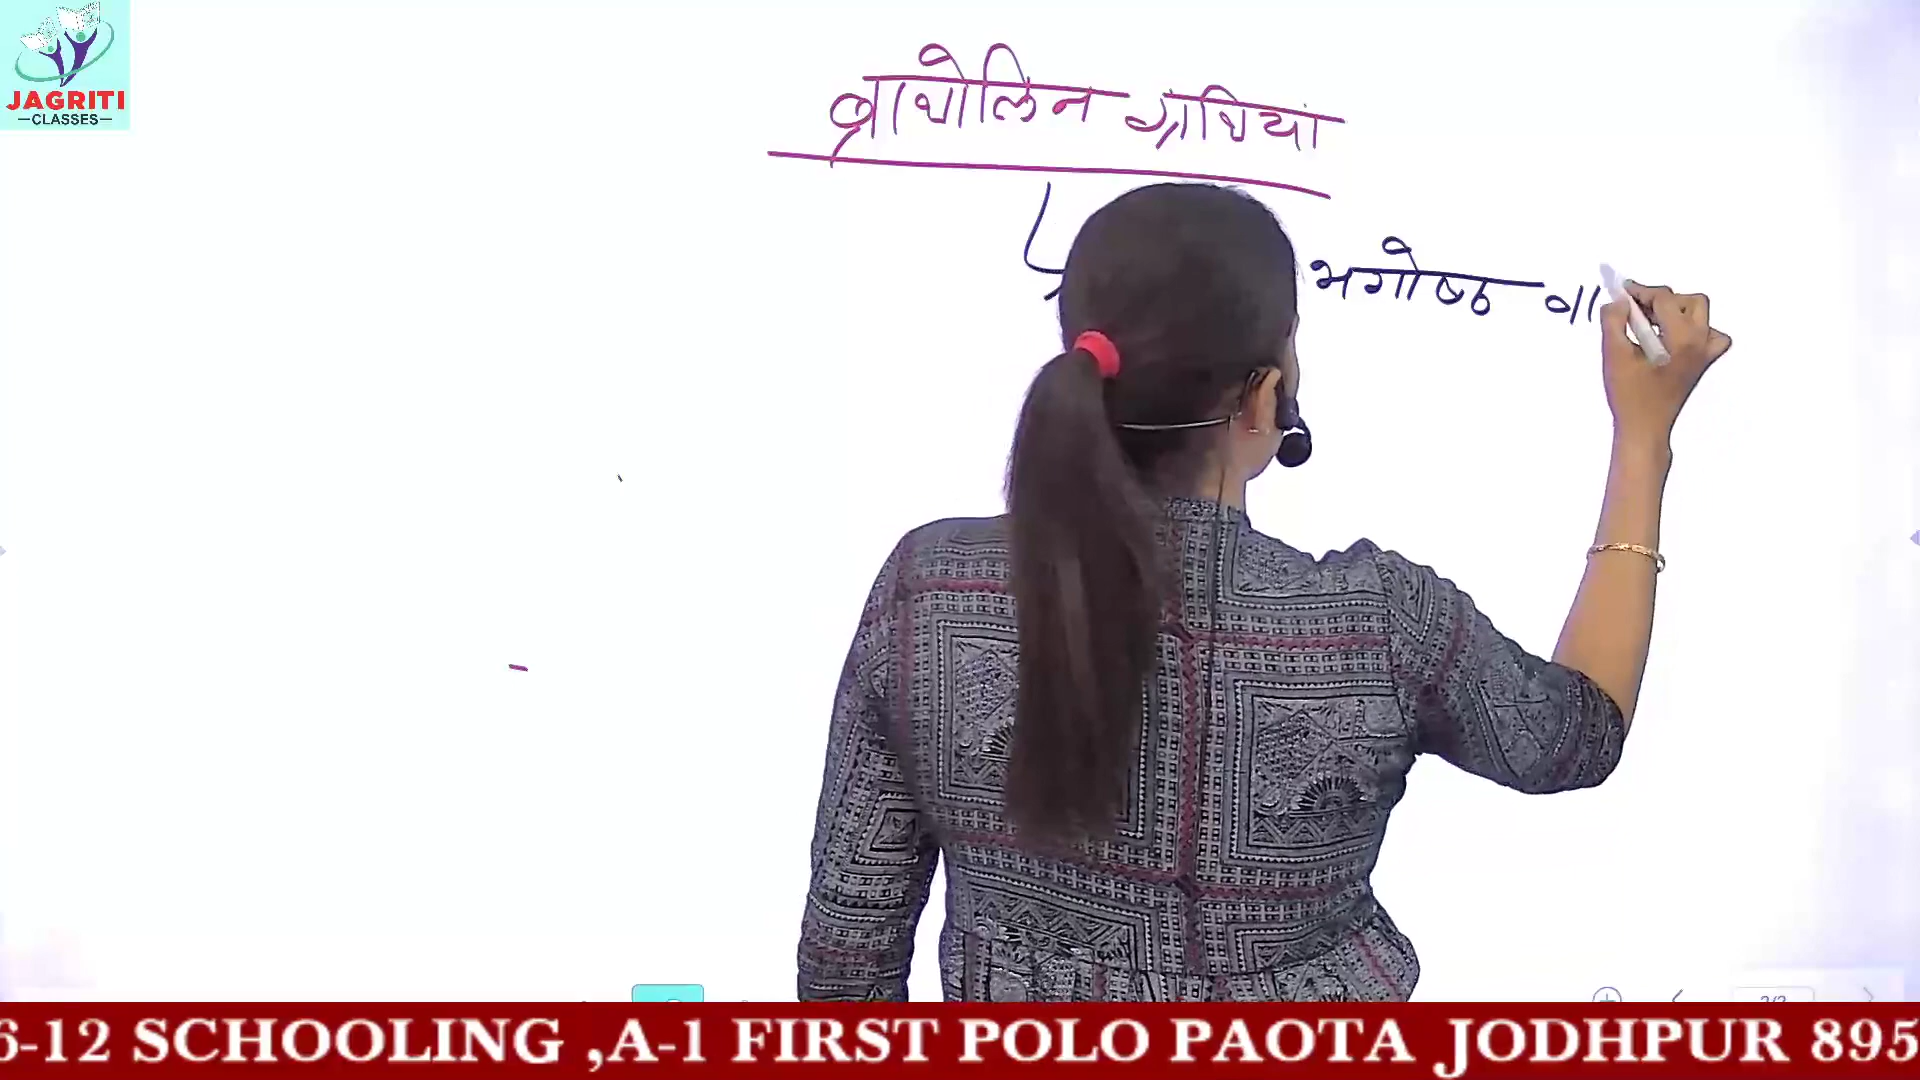 JAGRITI
CLASSES
ब्राथोलिन ग्रंथियां
भगोष्ठ
6-12 SCHOOLING ,A-1 FIRST POLO PAOTA JODHPUR 895